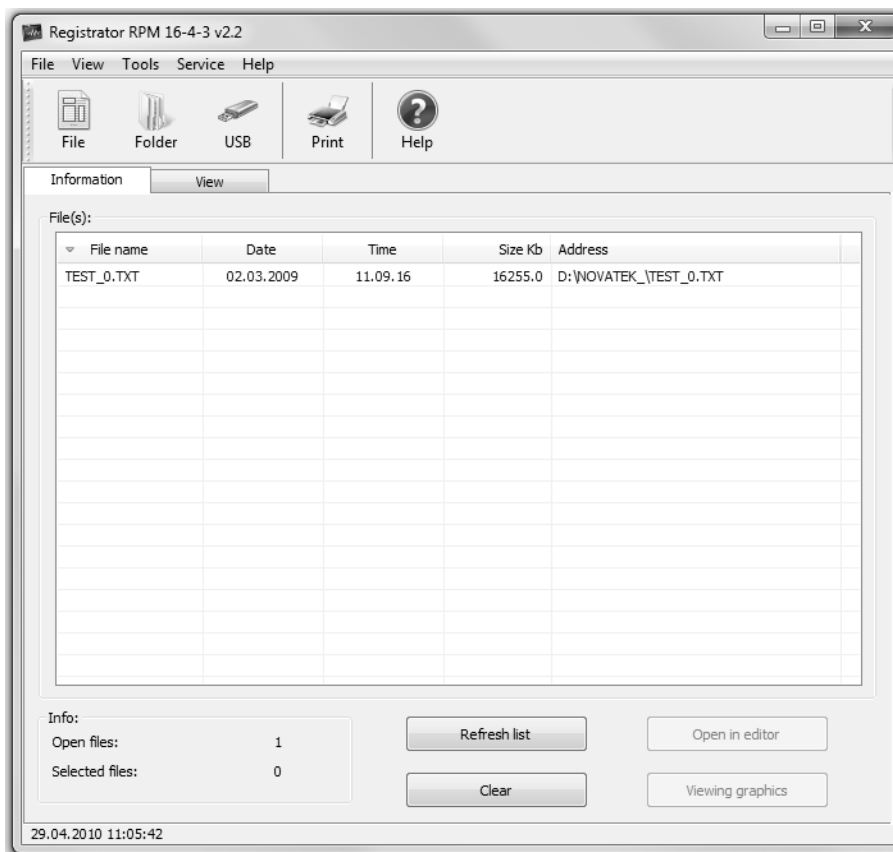 Registrator RPM 16-4-3 v2.2
File View Tools Service Help
File Folder USB Print Help
Information View
File(s):
File name Date Time Size Kb Address
TEST_0.TXT 02.03.2009 11.09.16 16255.0 D:\NOVATEK_\TEST_0.TXT
Info:
Open files: 1
Selected files: 0
Refresh list Open in editor
Clear Viewing graphics
29.04.2010 11:05:42